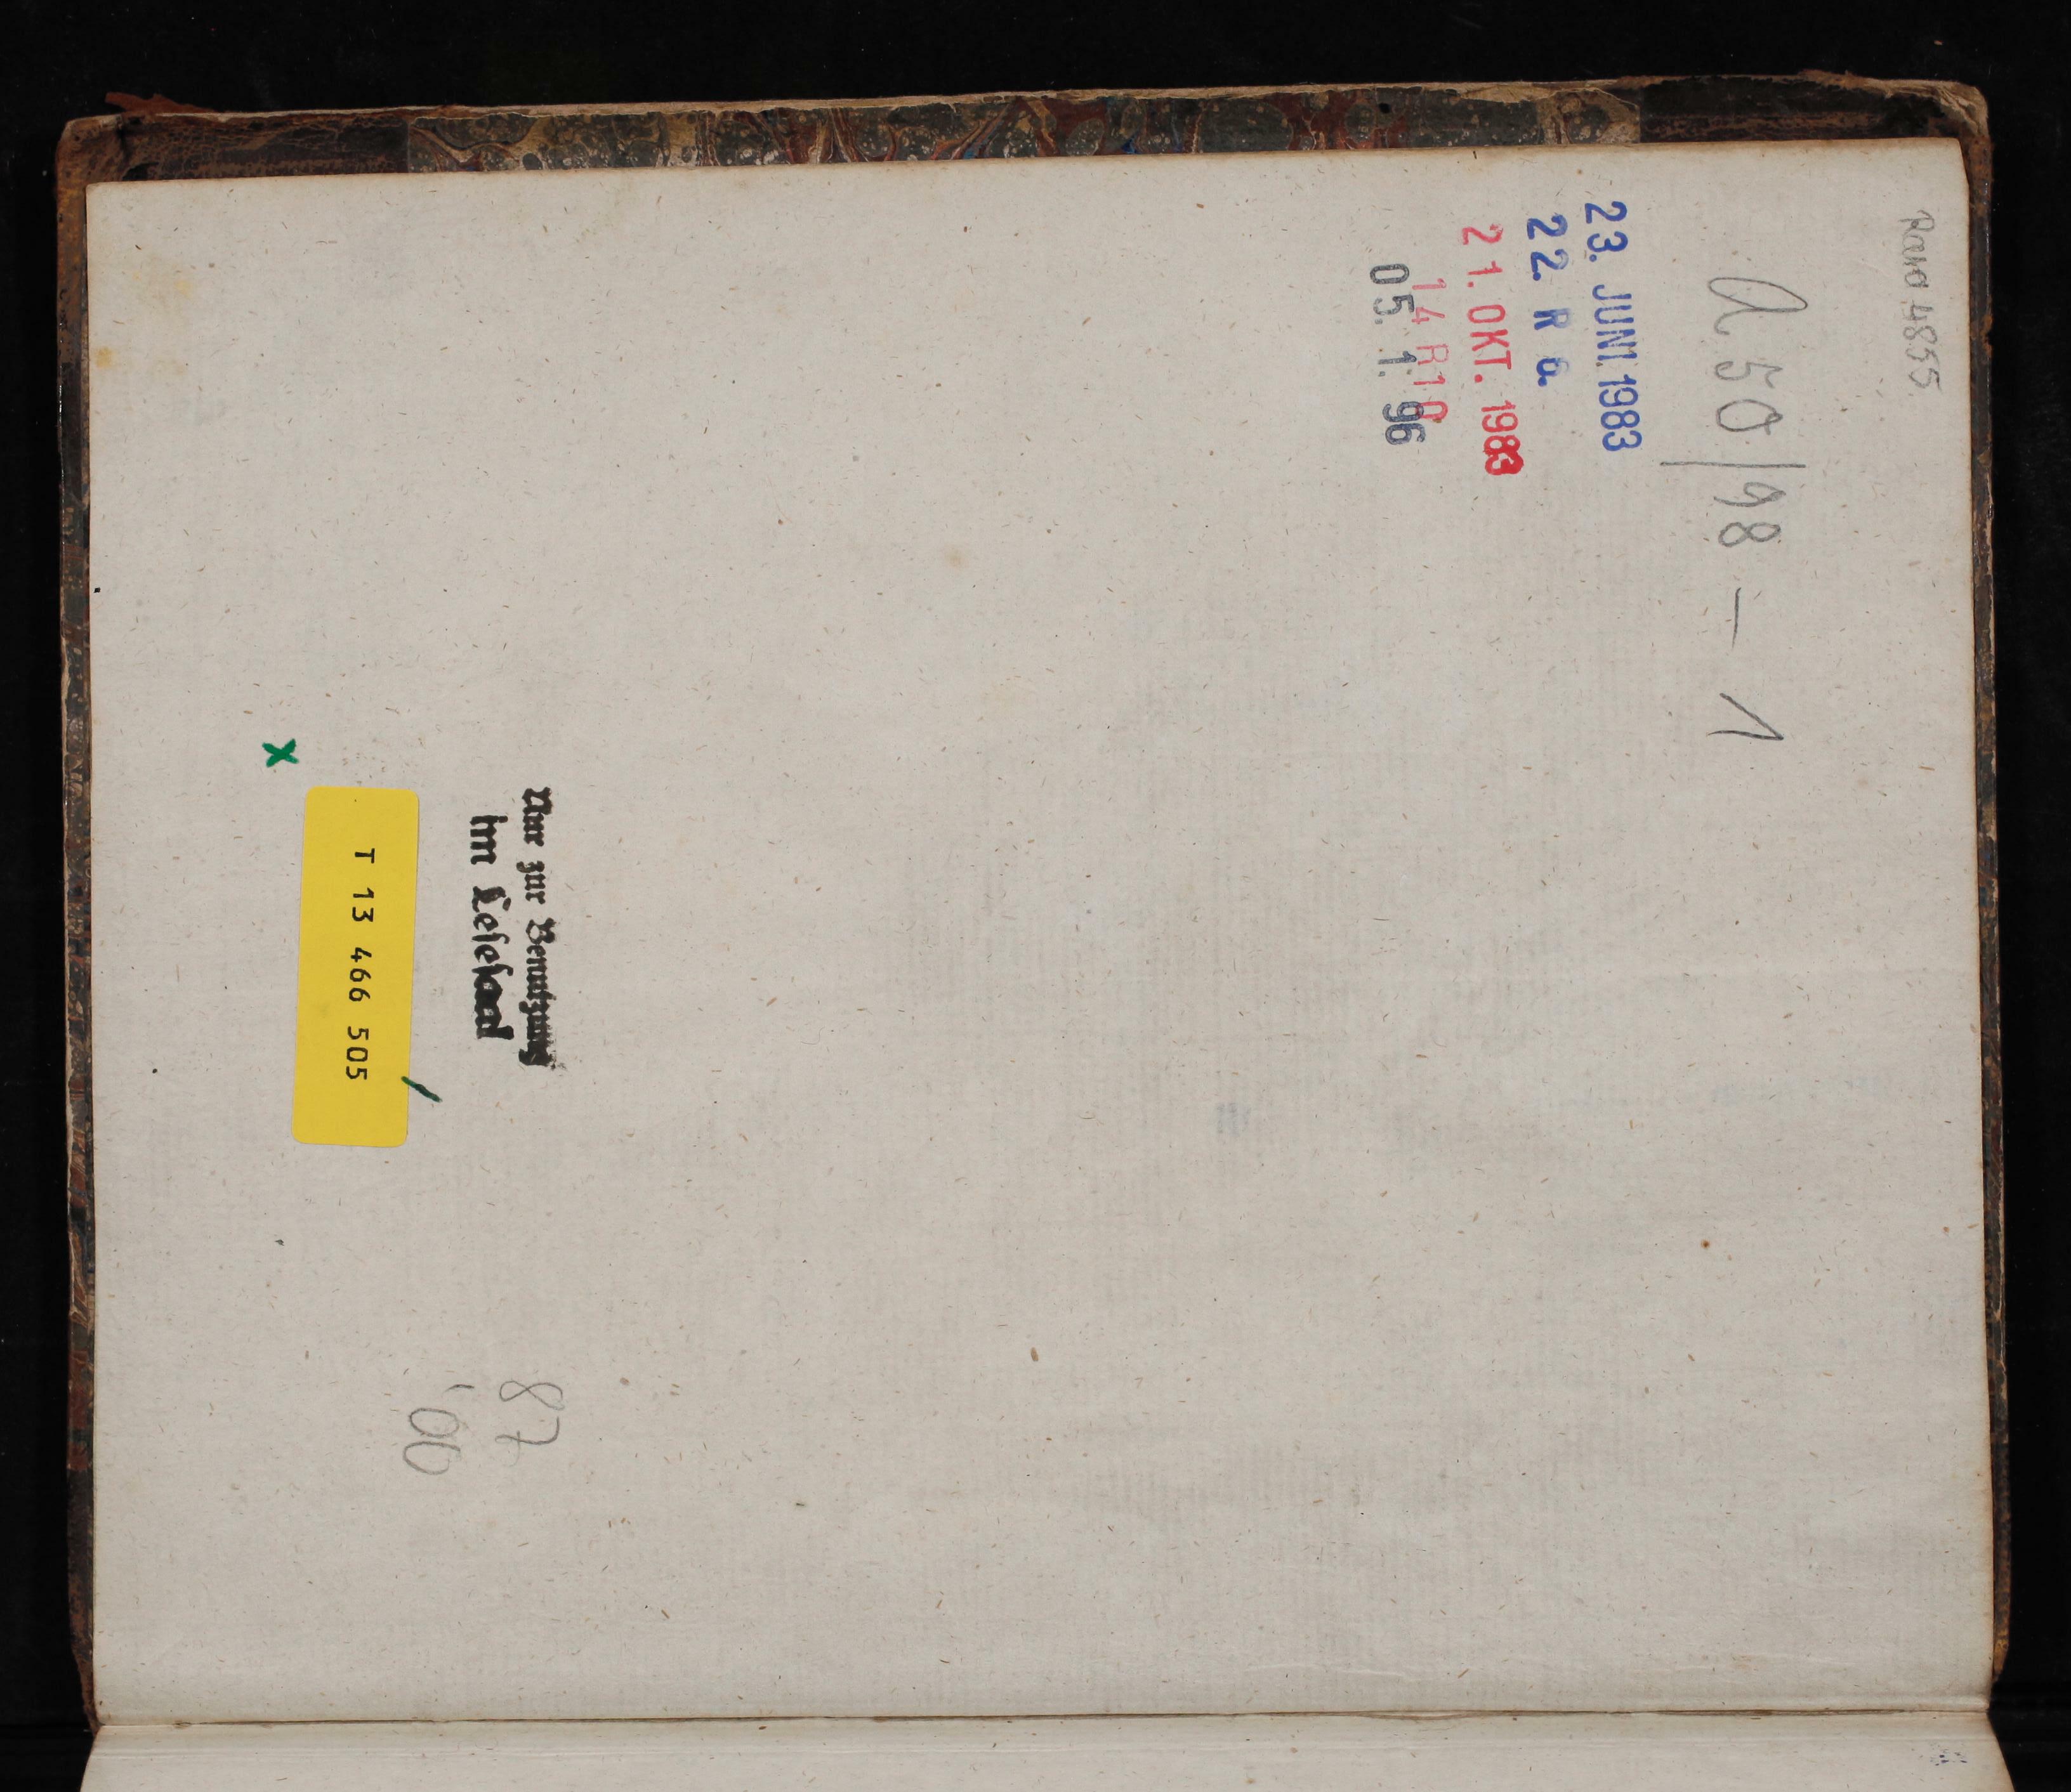 Rara 4855
a 50/98 — 1
23. JUNI 1983
22. R a.
21. OKT. 1983
05. 1. 96
Nur zur Benutzung
im Lesesaal
T 13 466 505
x
87